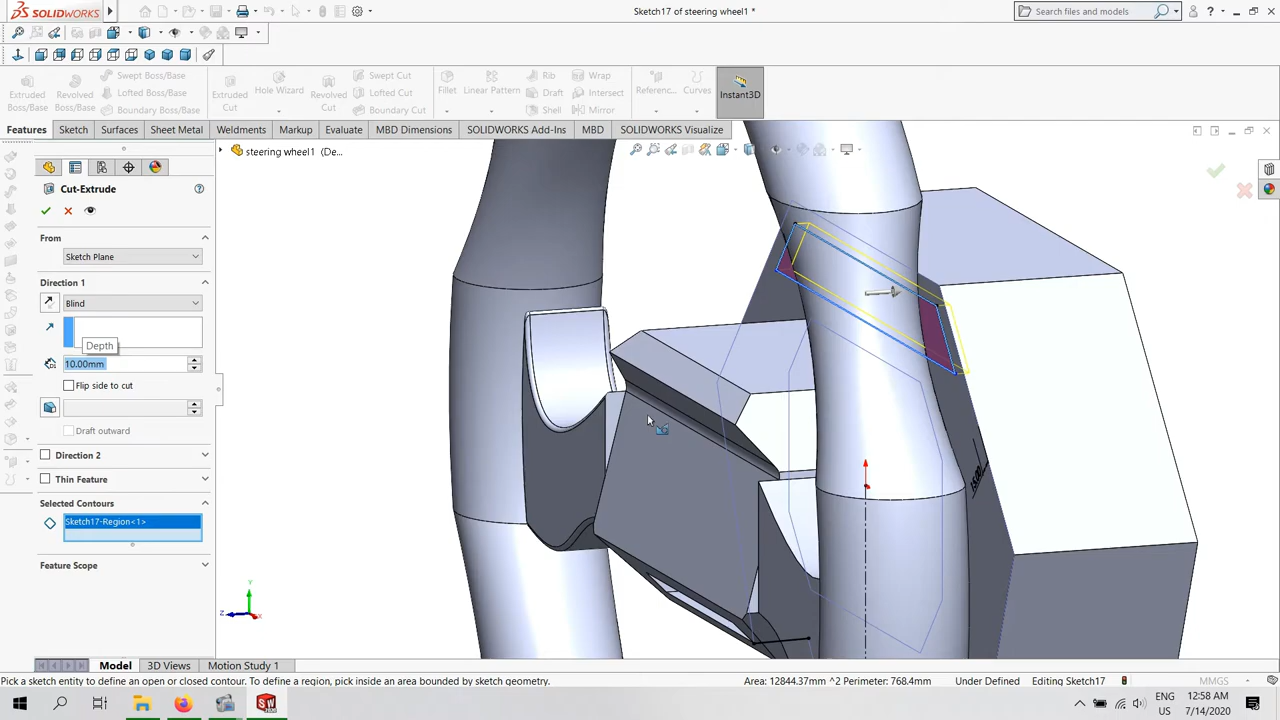 SOLIDWORKS
Sketch17 of steering wheel1 *
Search files and models
Extruded Boss/Base
Revolved Boss/Base
Swept Boss/Base
Lofted Boss/Base
Boundary Boss/Base
Extruded Cut
Hole Wizard
Revolved Cut
Swept Cut
Lofted Cut
Boundary Cut
Fillet
Linear Pattern
Rib
Draft
Shell
Wrap
Intersect
Mirror
Referenc...
Curves
Instant3D
Features
Sketch
Surfaces
Sheet Metal
Weldments
Markup
Evaluate
MBD Dimensions
SOLIDWORKS Add-Ins
MBD
SOLIDWORKS Visualize
steering wheel1 (De...
Cut-Extrude
From
Sketch Plane
Direction 1
Blind
Depth
10.00mm
Flip side to cut
Draft outward
Direction 2
Thin Feature
Selected Contours
Sketch17-Region<1>
Feature Scope
15.00
Y
Z
X
Model
3D Views
Motion Study 1
Pick a sketch entity to define an open or closed contour. To define a region, pick inside an area bounded by sketch geometry.
Area: 12844.37mm ^2 Perimeter: 768.4mm
Under Defined
Editing Sketch17
MMGS
ENG
US
12:58 AM
7/14/2020